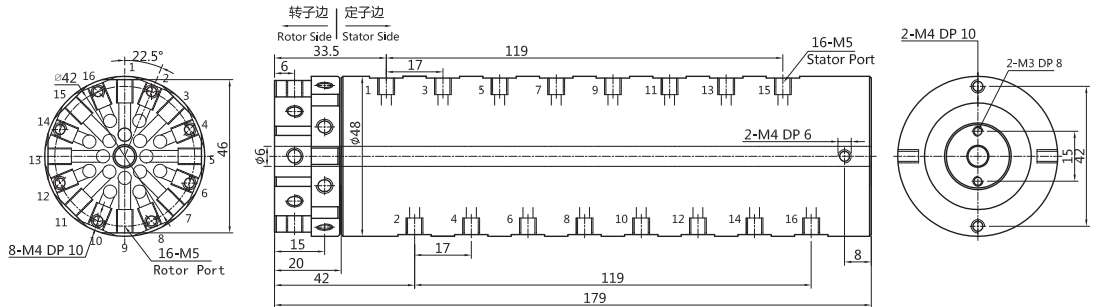 转子边 定子边
Rotor Side Stator Side
22.5°
∅42
1
2
3
4
5
6
7
8
9
10
11
12
13
14
15
16
46
8-M4 DP 10
16-M5
Rotor Port
33.5
119
6
17
16-M5
Stator Port
1 3 5 7 9 11 13 15
ϕ48
ϕ6
2-M4 DP 6
2 4 6 8 10 12 14 16
15
17
20
8
42
119
179
2-M4 DP 10
2-M3 DP 8
15
42